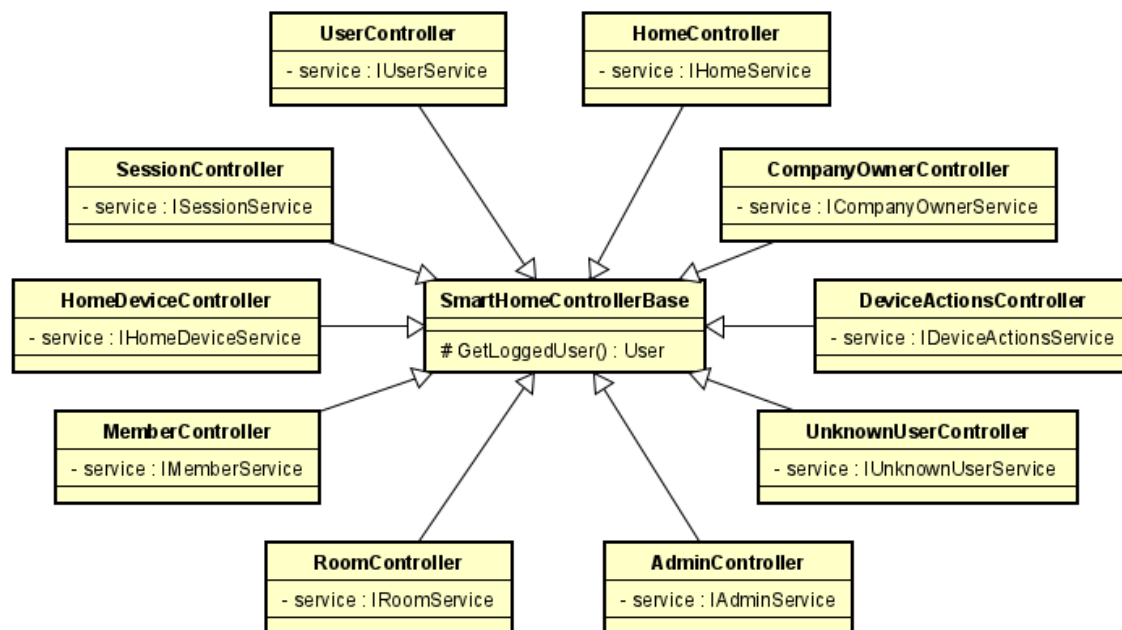 UserController
- service : IUserService
HomeController
- service : IHomeService
SessionController
- service : ISessionService
CompanyOwnerController
- service : ICompanyOwnerService
HomeDeviceController
- service : IHomeDeviceService
SmartHomeControllerBase
# GetLoggedUser() : User
DeviceActionsController
- service : IDeviceActionsService
MemberController
- service : IMemberService
UnknownUserController
- service : IUnknownUserService
RoomController
- service : IRoomService
AdminController
- service : IAdminService